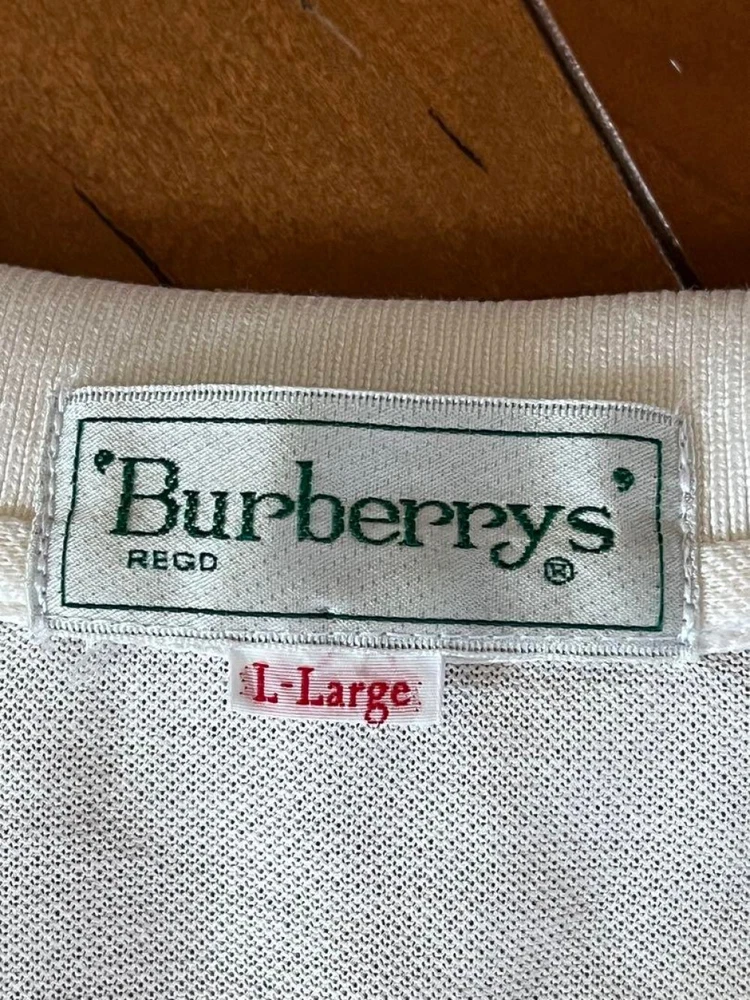 'Burberrys'
REGD ®
L-Large